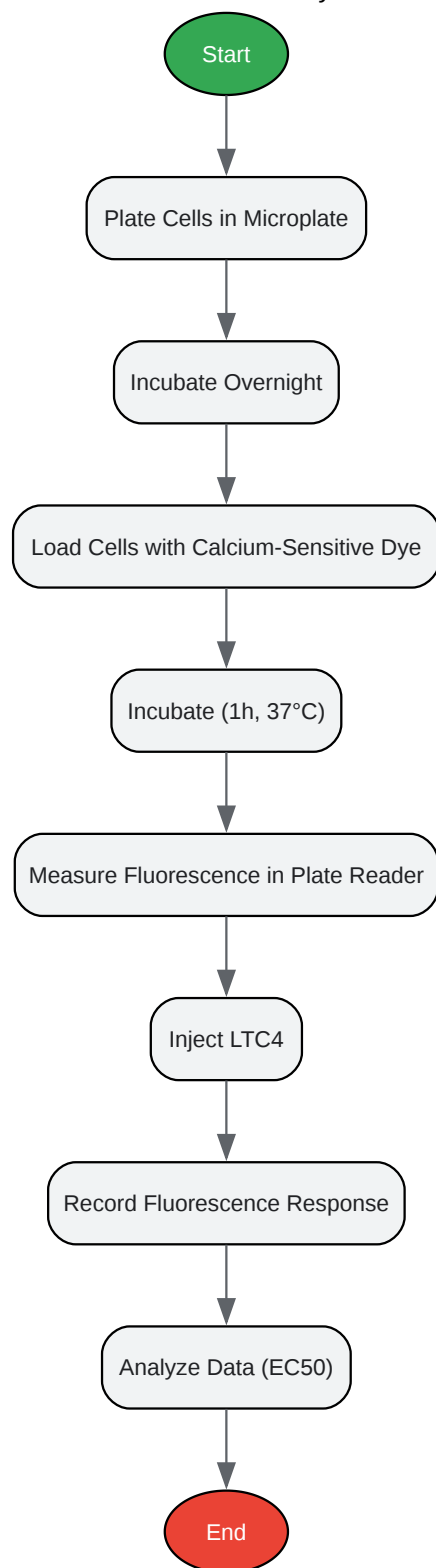 Start
Plate Cells in Microplate
Incubate Overnight
Load Cells with Calcium-Sensitive Dye
Incubate (1h, 37°C)
Measure Fluorescence in Plate Reader
Inject LTC4
Record Fluorescence Response
Analyze Data (EC50)
End